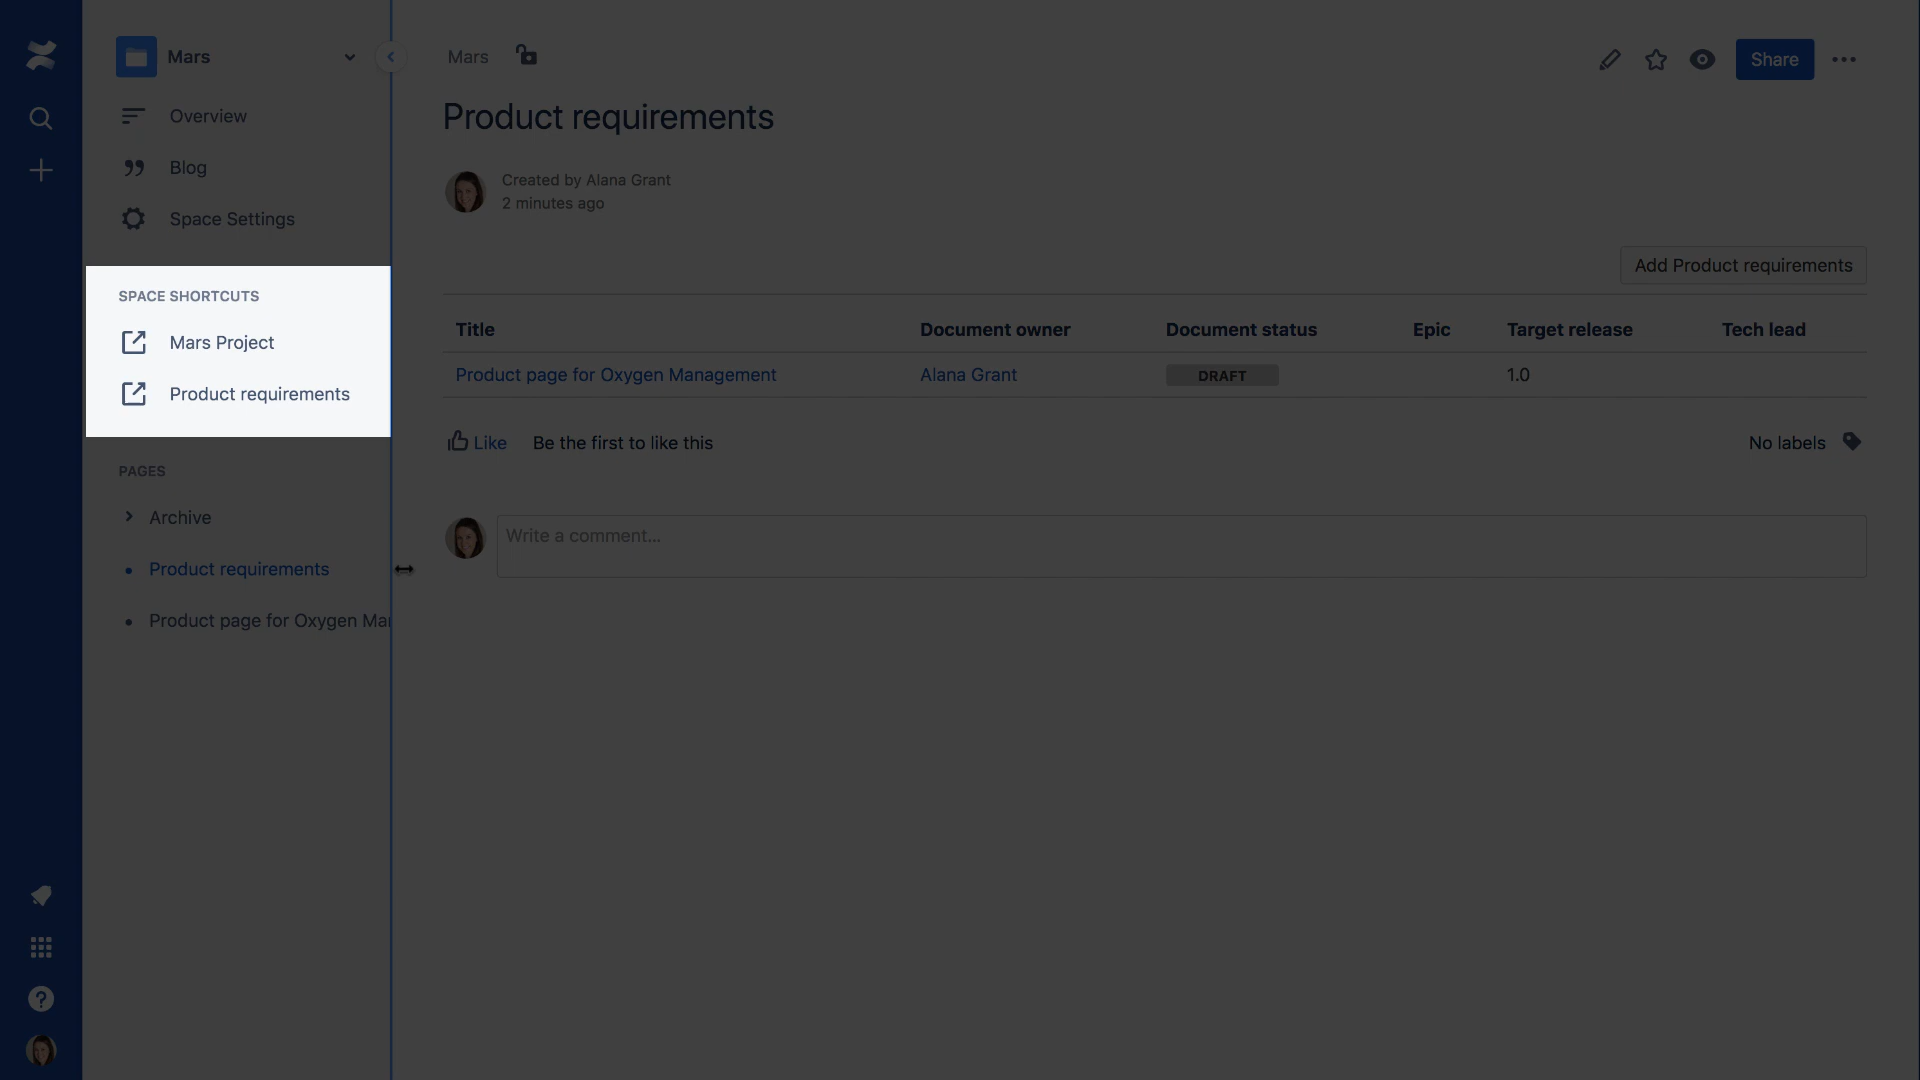 Mars
Overview
Blog
Space Settings
SPACE SHORTCUTS
Mars Project
Product requirements
PAGES
Archive
Product requirements
Product page for Oxygen Ma
Mars
Share
Product requirements
Created by Alana Grant
2 minutes ago
Add Product requirements
Title Document owner Document status Epic Target release Tech lead
Product page for Oxygen Management Alana Grant DRAFT 1.0
Like Be the first to like this No labels
Write a comment...